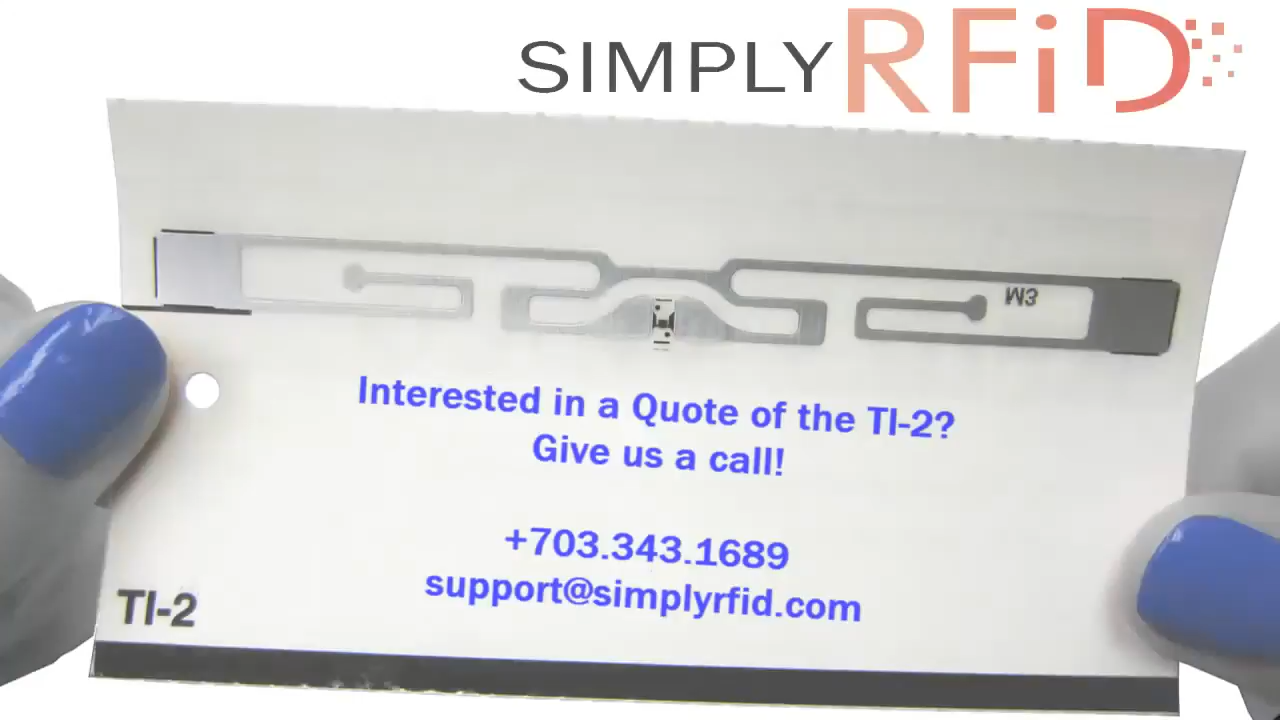 SIMPLYRFiD
M3
Interested in a Quote of the TI-2?
Give us a call!
+703.343.1689
support@simplyrfid.com
TI-2